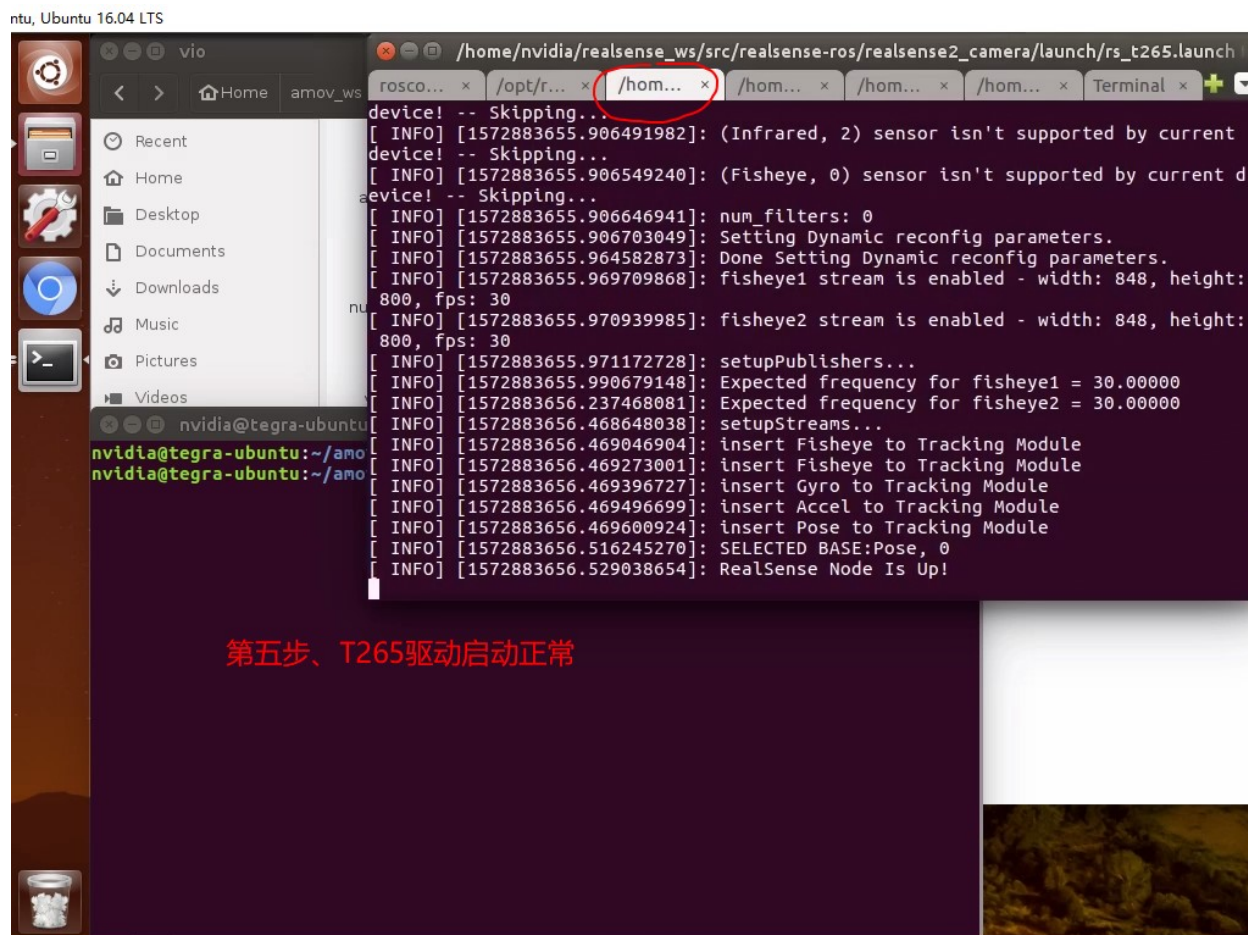 ntu, Ubuntu 16.04 LTS
vio
Home
amov_ws
Recent
Home
Desktop
Documents
Downloads
Music
Pictures
Videos
/home/nvidia/realsense_ws/src/realsense-ros/realsense2_camera/launch/rs_t265.launch
rosco... × /opt/r... × /hom... × /hom... × /hom... × /hom... × Terminal ×
device! -- Skipping...
[ INFO] [1572883655.906491982]: (Infrared, 2) sensor isn't supported by current
device! -- Skipping...
[ INFO] [1572883655.906549240]: (Fisheye, 0) sensor isn't supported by current d
evice! -- Skipping...
[ INFO] [1572883655.906646941]: num_filters: 0
[ INFO] [1572883655.906703049]: Setting Dynamic reconfig parameters.
[ INFO] [1572883655.964582873]: Done Setting Dynamic reconfig parameters.
[ INFO] [1572883655.969709868]: fisheye1 stream is enabled - width: 848, height:
800, fps: 30
[ INFO] [1572883655.970939985]: fisheye2 stream is enabled - width: 848, height:
800, fps: 30
[ INFO] [1572883655.971172728]: setupPublishers...
[ INFO] [1572883655.990679148]: Expected frequency for fisheye1 = 30.00000
[ INFO] [1572883656.237468081]: Expected frequency for fisheye2 = 30.00000
[ INFO] [1572883656.468648038]: setupStreams...
[ INFO] [1572883656.469046904]: insert Fisheye to Tracking Module
[ INFO] [1572883656.469273001]: insert Fisheye to Tracking Module
[ INFO] [1572883656.469396727]: insert Gyro to Tracking Module
[ INFO] [1572883656.469496699]: insert Accel to Tracking Module
[ INFO] [1572883656.469600924]: insert Pose to Tracking Module
[ INFO] [1572883656.516245270]: SELECTED BASE:Pose, 0
[ INFO] [1572883656.529038654]: RealSense Node Is Up!
nvidia@tegra-ubuntu
nvidia@tegra-ubuntu:~/amo
nvidia@tegra-ubuntu:~/amo
第五步、T265驱动启动正常